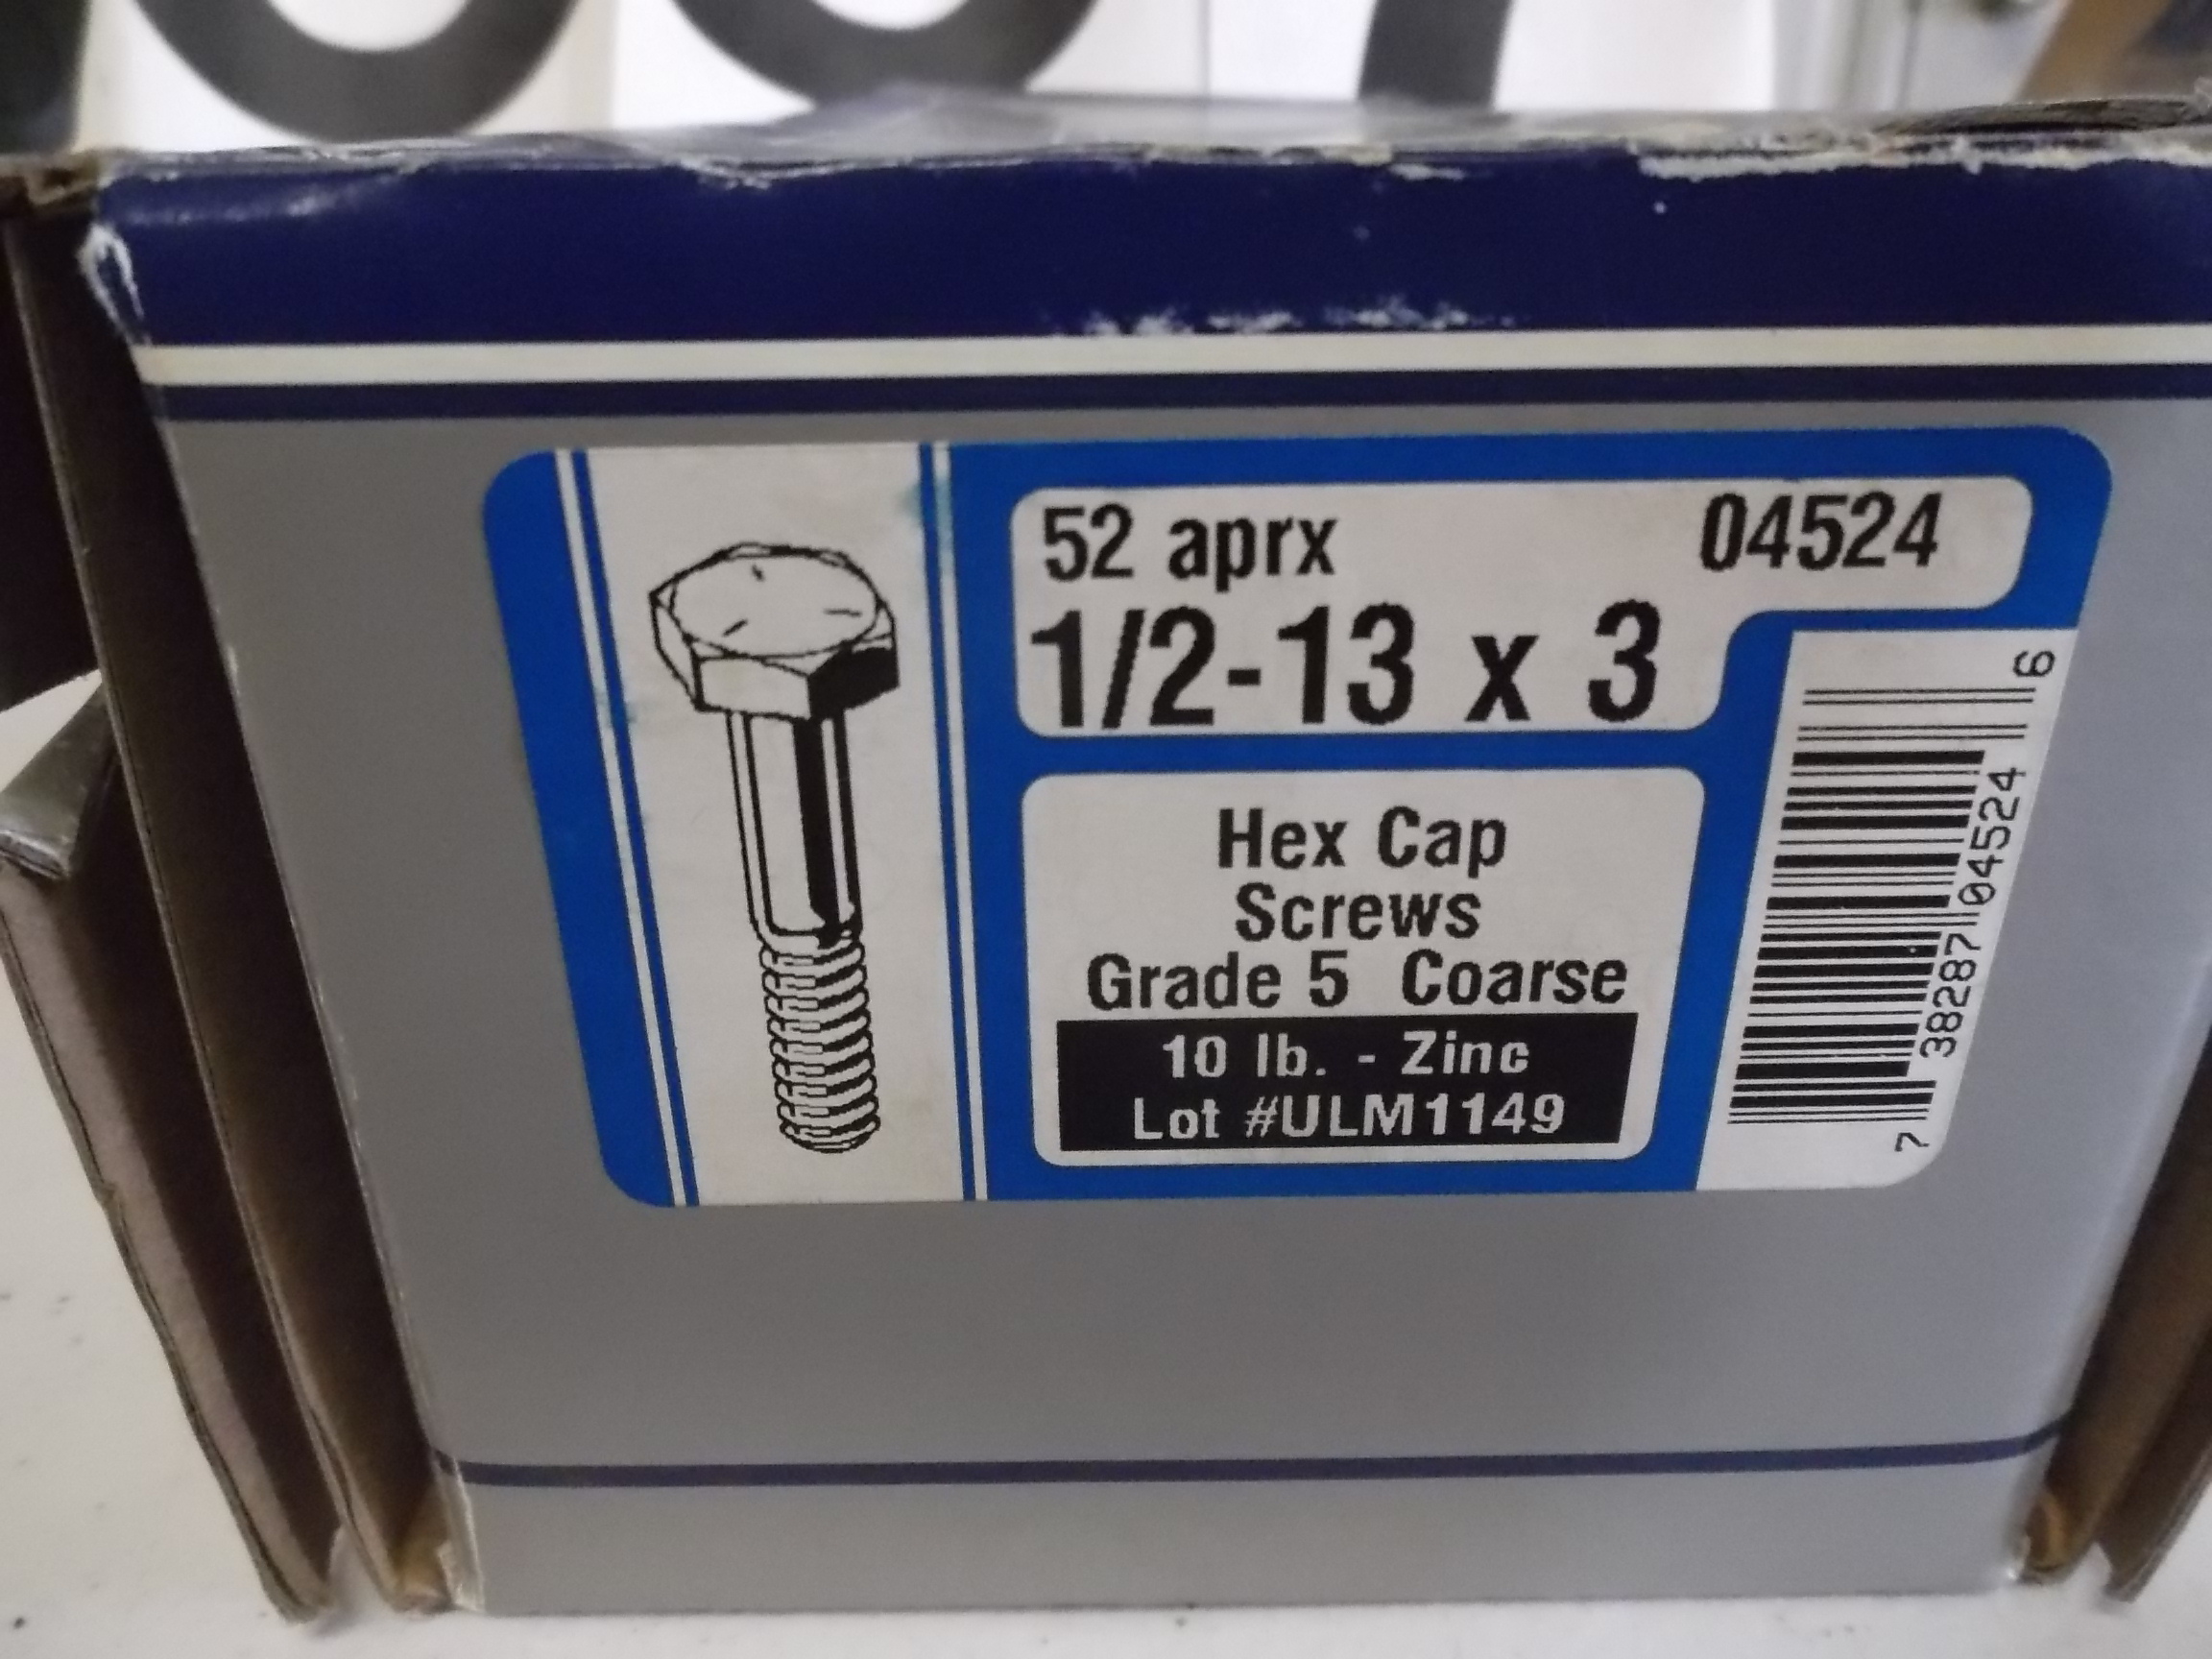 52 aprx 04524
1/2-13 x 3
Hex Cap
Screws
Grade 5 Coarse
10 lb. - Zinc
Lot #ULM1149
7 38287 04524 6